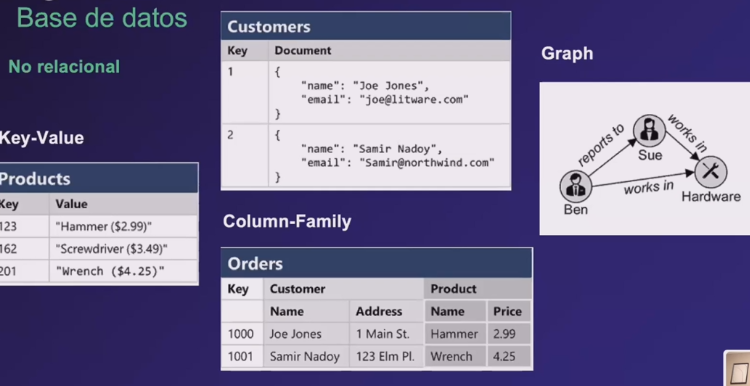 Base de datos
No relacional
Key-Value
Products
Key Value
123 "Hammer ($2.99)"
162 "Screwdriver ($3.49)"
201 "Wrench ($4.25)"
Customers
Key Document
1 {
"name": "Joe Jones",
"email": "joe@litware.com"
}
2 {
"name": "Samir Nadoy",
"email": "Samir@northwind.com"
}
Column-Family
Orders
Key Customer Product
Name Address Name Price
1000 Joe Jones 1 Main St. Hammer 2.99
1001 Samir Nadoy 123 Elm Pl. Wrench 4.25
Graph
reports to
works in
Sue
works in
Ben
Hardware